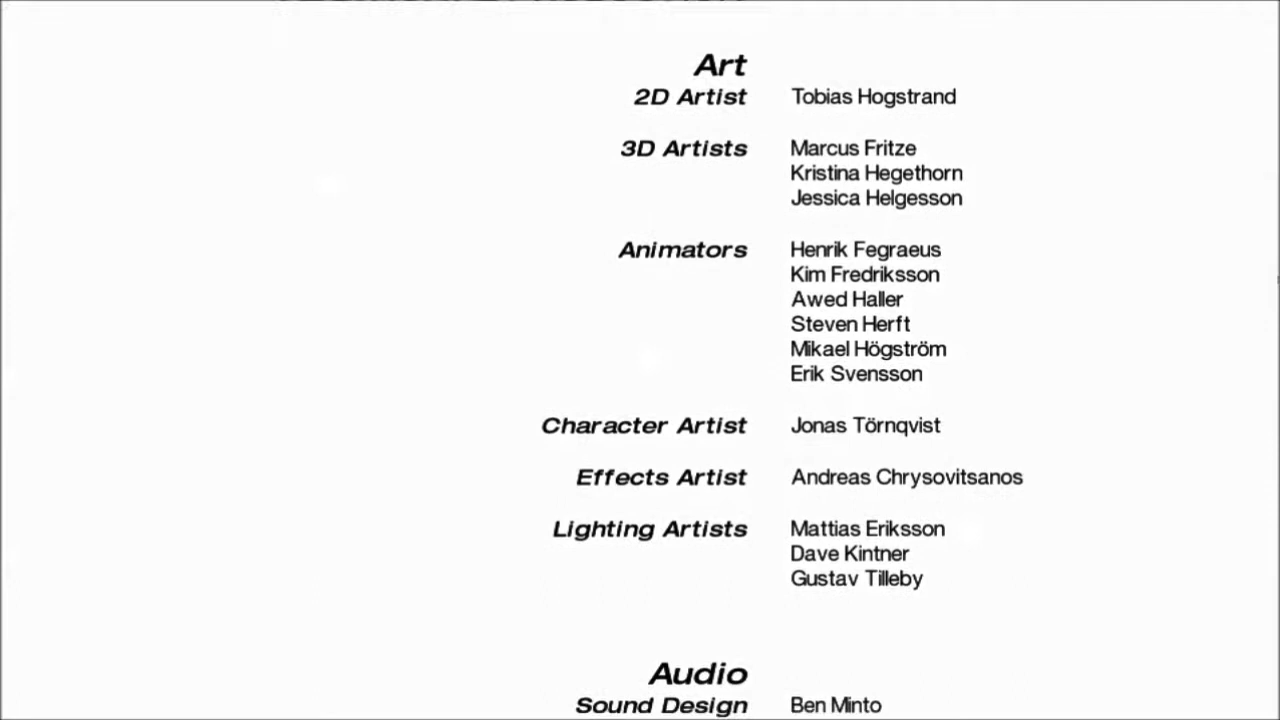 Art
2D Artist Tobias Hogstrand
3D Artists Marcus Fritze
Kristina Hegethorn
Jessica Helgesson
Animators Henrik Fegraeus
Kim Fredriksson
Awed Haller
Steven Herft
Mikael Högström
Erik Svensson
Character Artist Jonas Törnqvist
Effects Artist Andreas Chrysovitsanos
Lighting Artists Mattias Eriksson
Dave Kintner
Gustav Tilleby
Audio
Sound Design Ben Minto